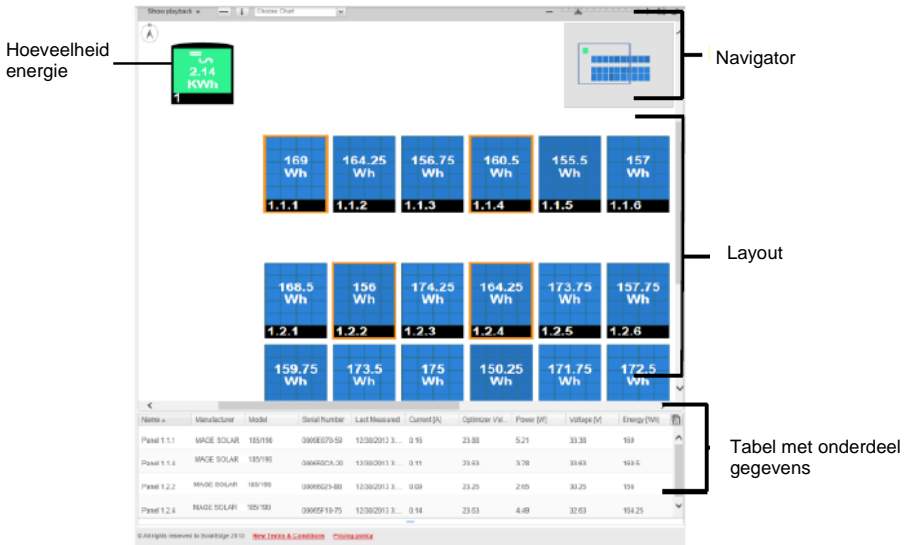 Show playback »
i
Choose Chart
N
Hoeveelheid
energie
2.14
KWh
1
Navigator
169
Wh
164.25
Wh
156.75
Wh
160.5
Wh
155.5
Wh
157
Wh
1.1.1 1.1.2 1.1.3 1.1.4 1.1.5 1.1.6
Layout
168.5
Wh
156
Wh
174.25
Wh
164.25
Wh
173.75
Wh
157.75
Wh
1.2.1 1.2.2 1.2.3 1.2.4 1.2.5 1.2.6
159.75
Wh
173.5
Wh
175
Wh
150.25
Wh
171.75
Wh
172.5
Wh
Name Manufacturer Model Serial Number Last Measured Current [A] Optimizer Vol... Power [W] Voltage [V] Energy [Wh]
Panel 1.1.1 MAGE SOLAR 185/190 12/30/2013 3:... 0.16 23.88 5.21 33.38 169
Panel 1.1.4 MAGE SOLAR 185/190 12/30/2013 3:... 0.11 23.63 3.78 33.63 160.5
Panel 1.2.2 MAGE SOLAR 185/190 12/30/2013 3:... 23.25 2.65 156
Panel 1.2.4 MAGE SOLAR 185/190 12/30/2013 3:... 0.14 23.63 4.49 32.63 164.25
Tabel met onderdeel
gegevens
© All rights reserved to SolarEdge 2013 New Terms & Conditions Pricing policy